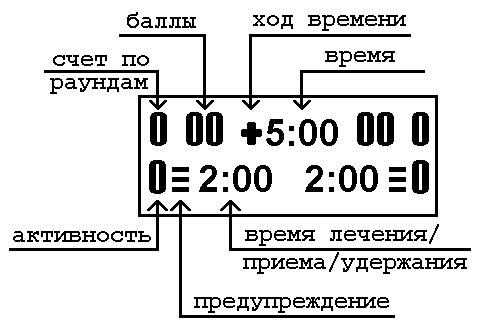 баллы
ход времени
счет по
раундам
время
0 00 +5:00 00 0
0≡ 2:00 2:00 ≡0
активность
время лечения/
приема/удержания
предупреждение